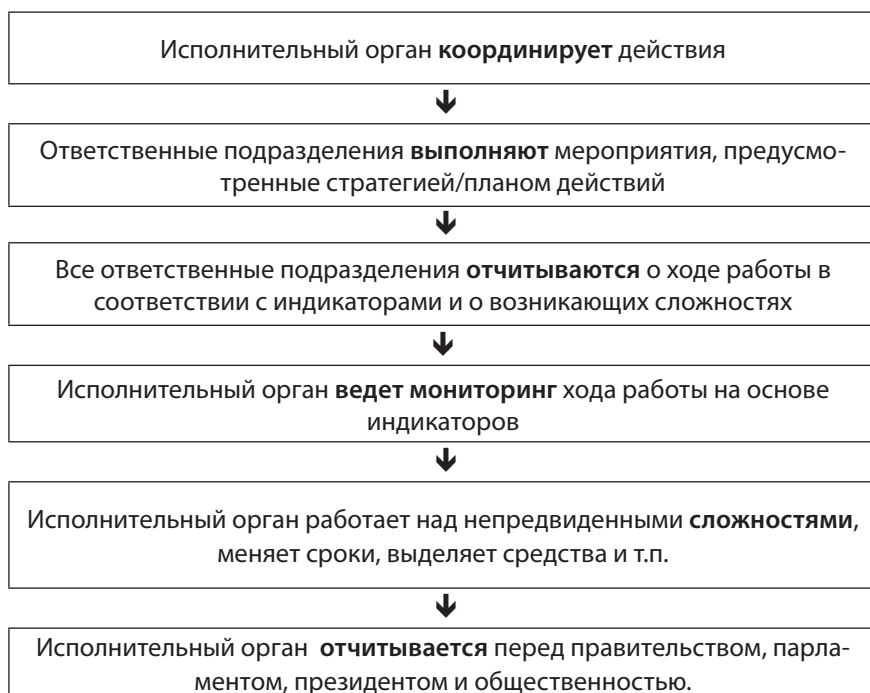 Исполнительный орган координирует действия
Ответственные подразделения выполняют мероприятия, предусмо-
тренные стратегией/планом действий
Все ответственные подразделения отчитываются о ходе работы в
соответствии с индикаторами и о возникающих сложностях
Исполнительный орган ведет мониторинг хода работы на основе
индикаторов
Исполнительный орган работает над непредвиденными сложностями,
меняет сроки, выделяет средства и т.п.
Исполнительный орган отчитывается перед правительством, парла-
ментом, президентом и общественностью.